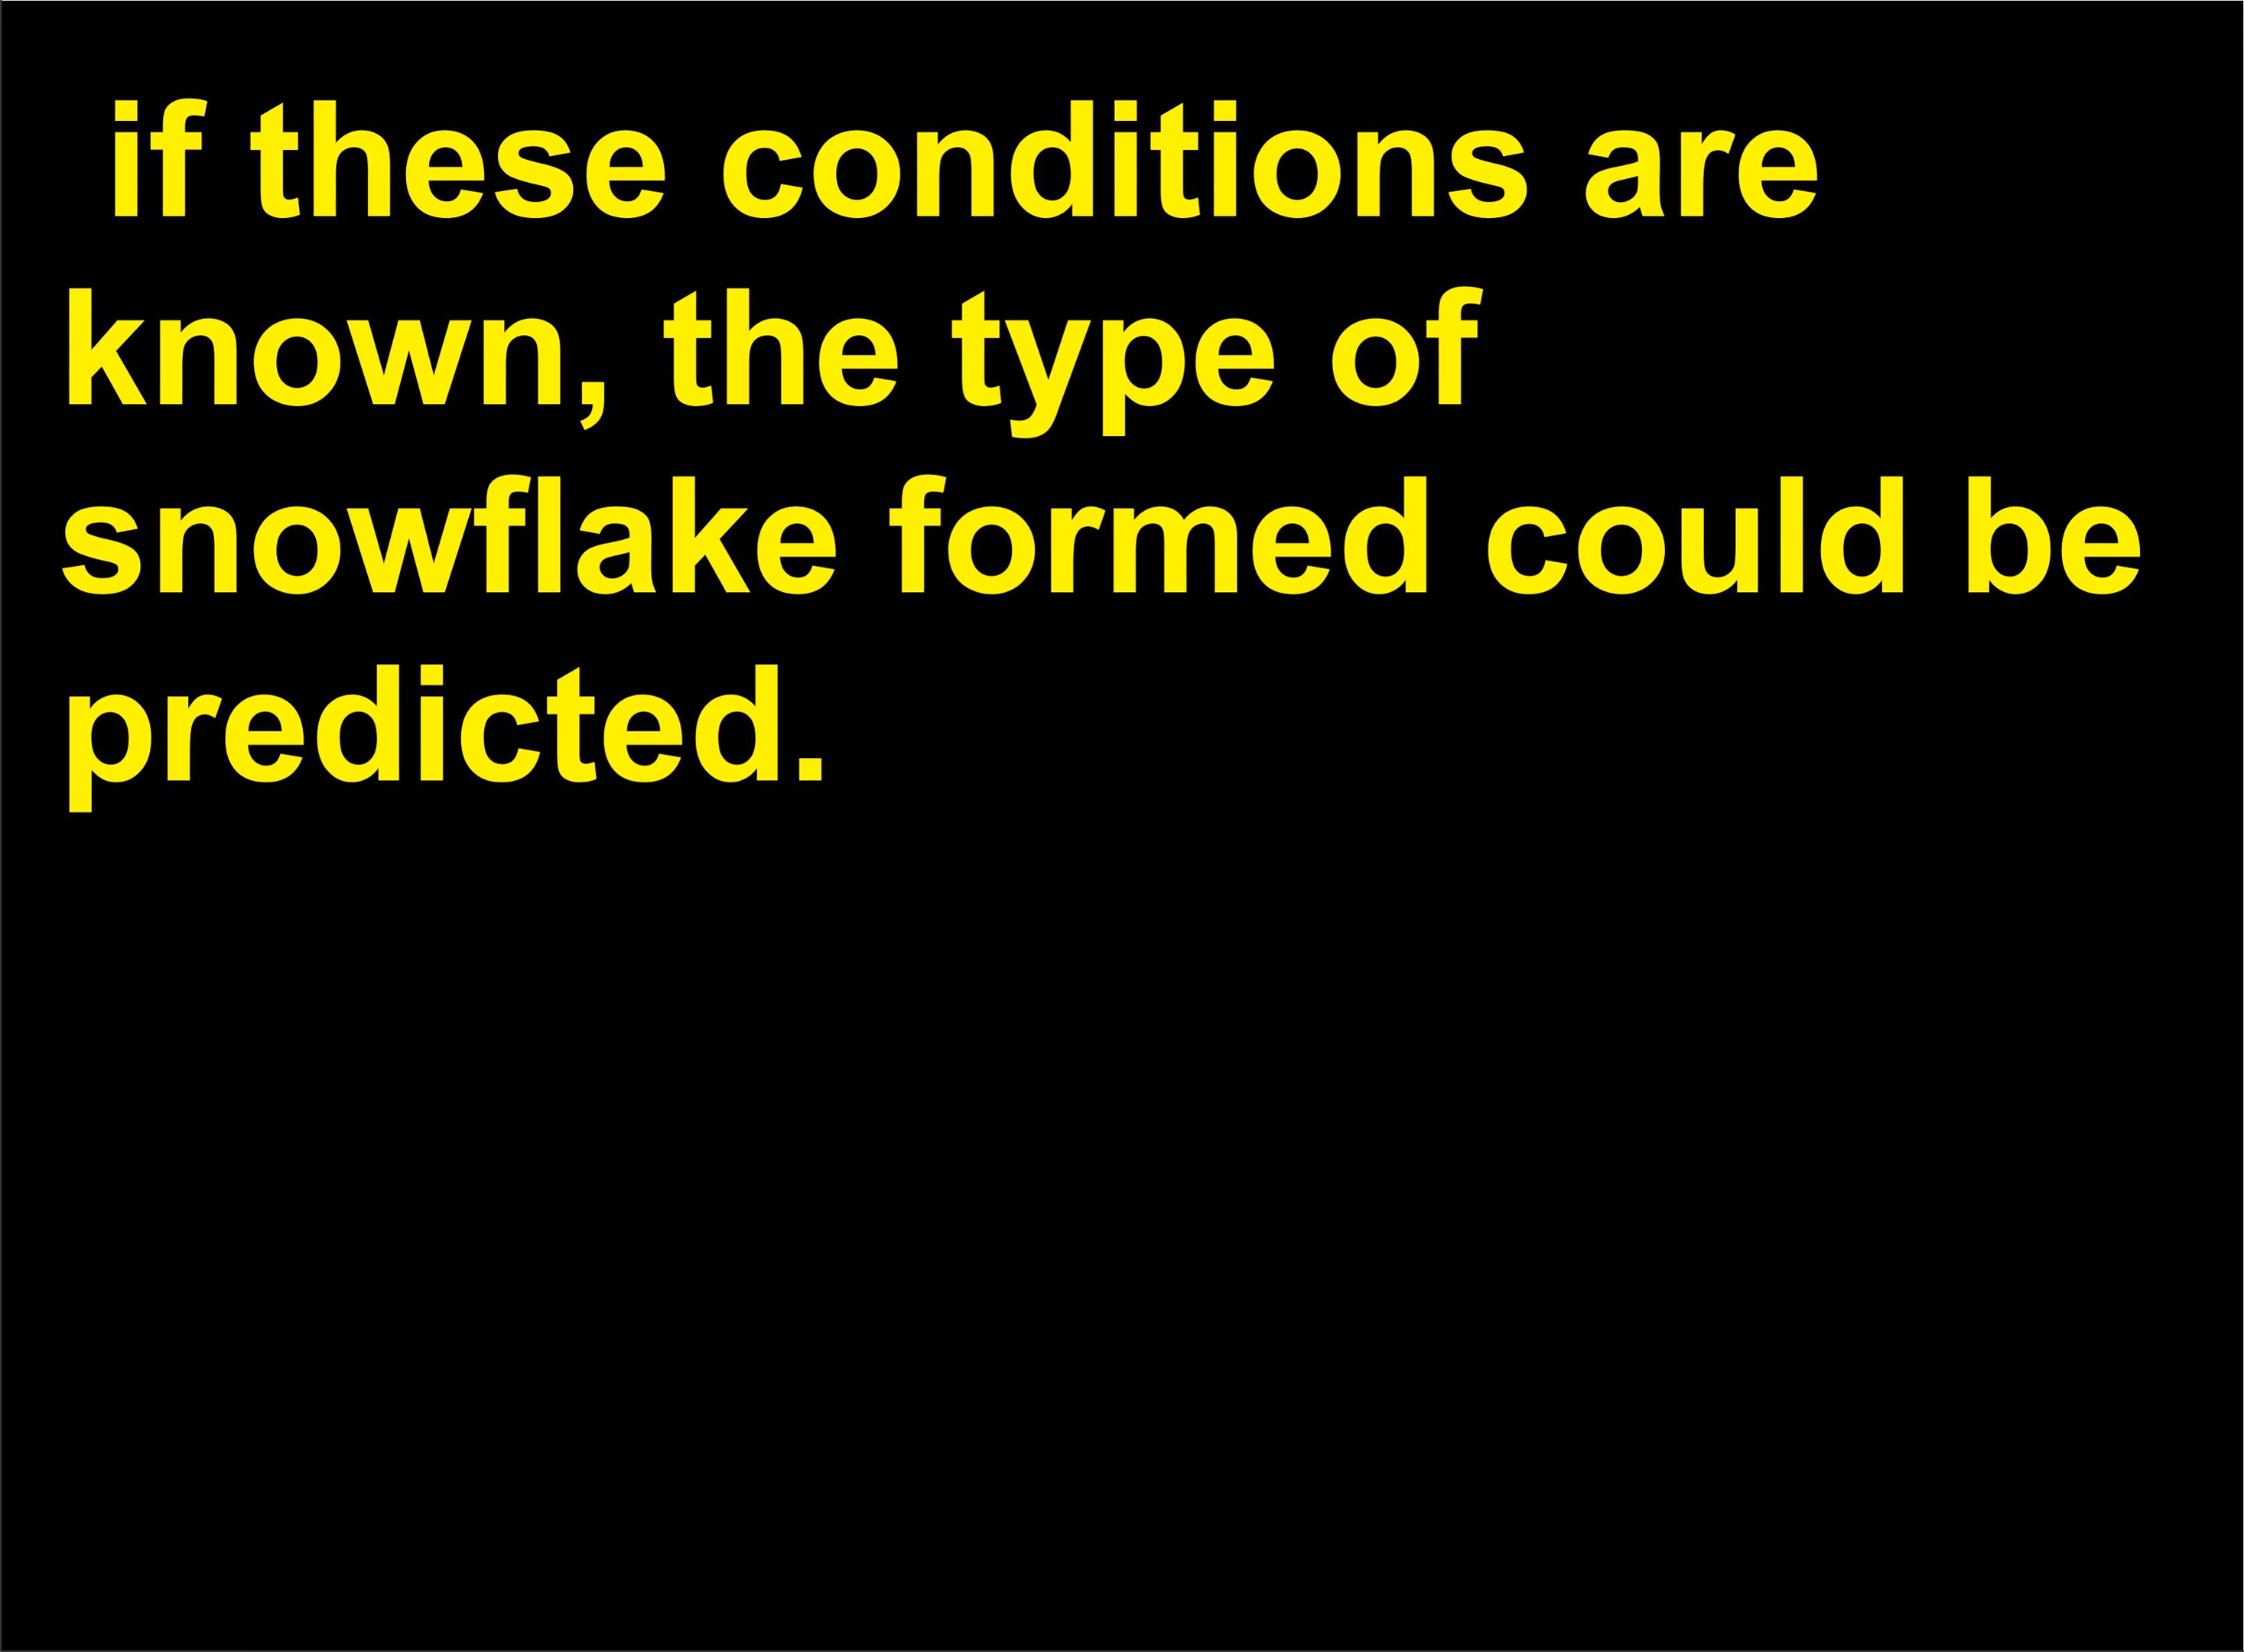 if these conditions are
known, the type of
snowflake formed could be
predicted.